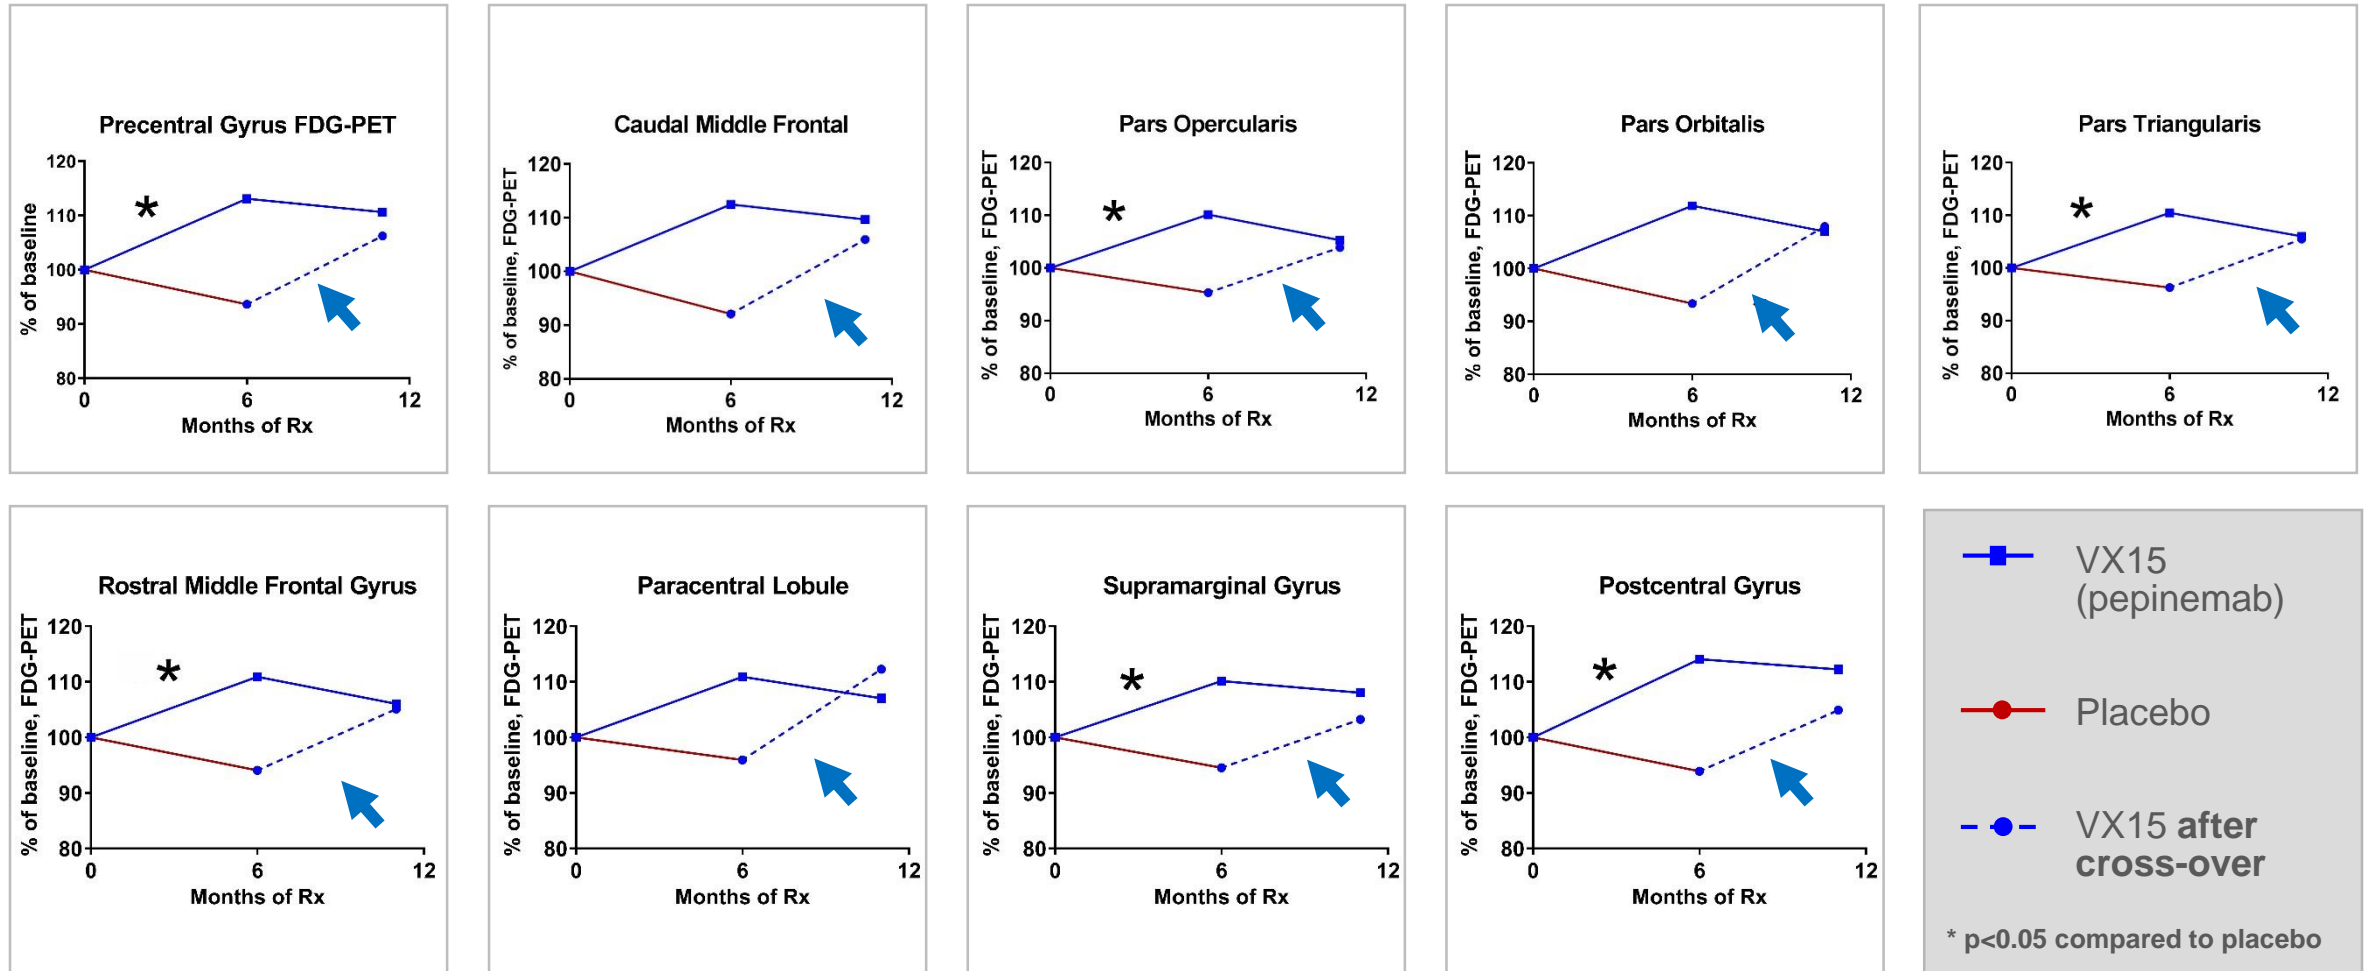 Precentral Gyrus FDG-PET
% of baseline
120
110
100
90
80
0
6
12
Months of Rx
*
Caudal Middle Frontal
% of baseline, FDG-PET
120
110
100
90
80
0
6
12
Months of Rx
Pars Opercularis
% of baseline, FDG-PET
120
110
100
90
80
0
6
12
Months of Rx
*
Pars Orbitalis
% of baseline, FDG-PET
120
110
100
90
80
0
6
12
Months of Rx
Pars Triangularis
% of baseline, FDG-PET
120
110
100
90
80
0
6
12
Months of Rx
*
Rostral Middle Frontal Gyrus
% of baseline, FDG-PET
120
110
100
90
80
0
6
12
Months of Rx
*
Paracentral Lobule
% of baseline, FDG-PET
120
110
100
90
80
0
6
12
Months of Rx
Supramarginal Gyrus
% of baseline, FDG-PET
120
110
100
90
80
0
6
12
Months of Rx
*
Postcentral Gyrus
% of baseline, FDG-PET
120
110
100
90
80
0
6
12
Months of Rx
*
VX15
(pepinemab)
Placebo
VX15 after
cross-over
* p<0.05 compared to placebo